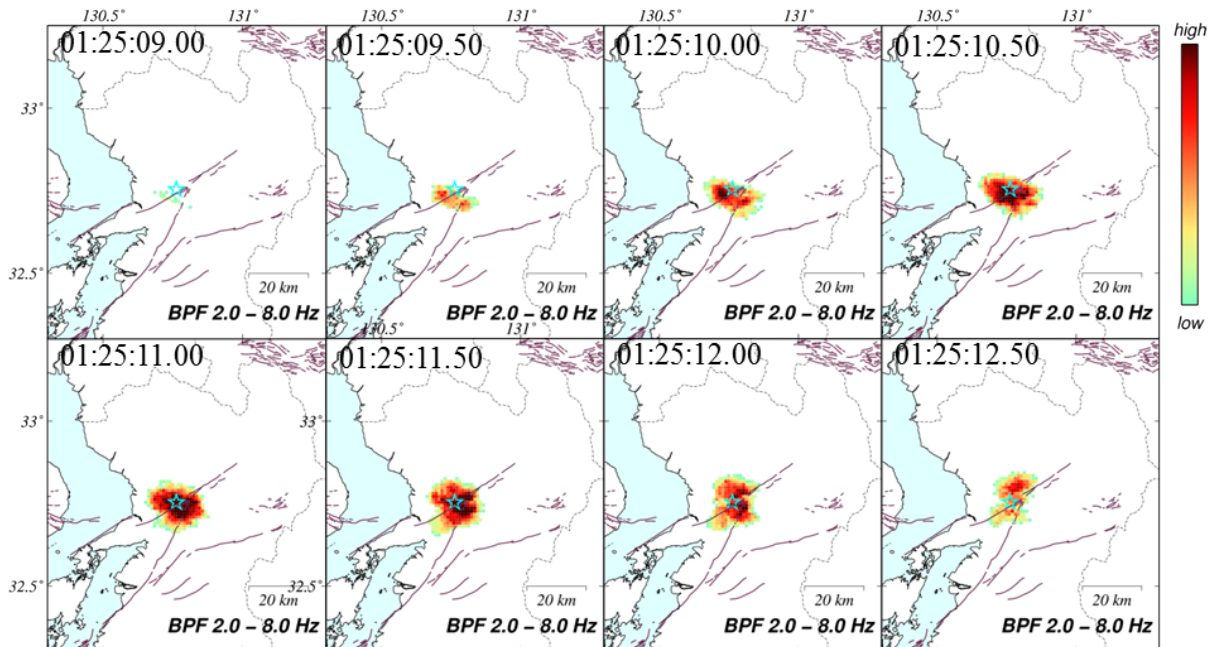 130.5° 131° 130.5° 131° 130.5° 131°
01:25:09.00 01:25:09.50 01:25:10.00 01:25:10.50
high
33°
32.5°
20 km 20 km 20 km 20 km
BPF 2.0 – 8.0 Hz BPF 2.0 – 8.0 Hz BPF 2.0 – 8.0 Hz BPF 2.0 – 8.0 Hz
low
130.5° 131°
01:25:11.00 01:25:11.50 01:25:12.00 01:25:12.50
33° 33°
32.5° 32.5°
20 km 20 km 20 km 20 km
BPF 2.0 – 8.0 Hz BPF 2.0 – 8.0 Hz BPF 2.0 – 8.0 Hz BPF 2.0 – 8.0 Hz